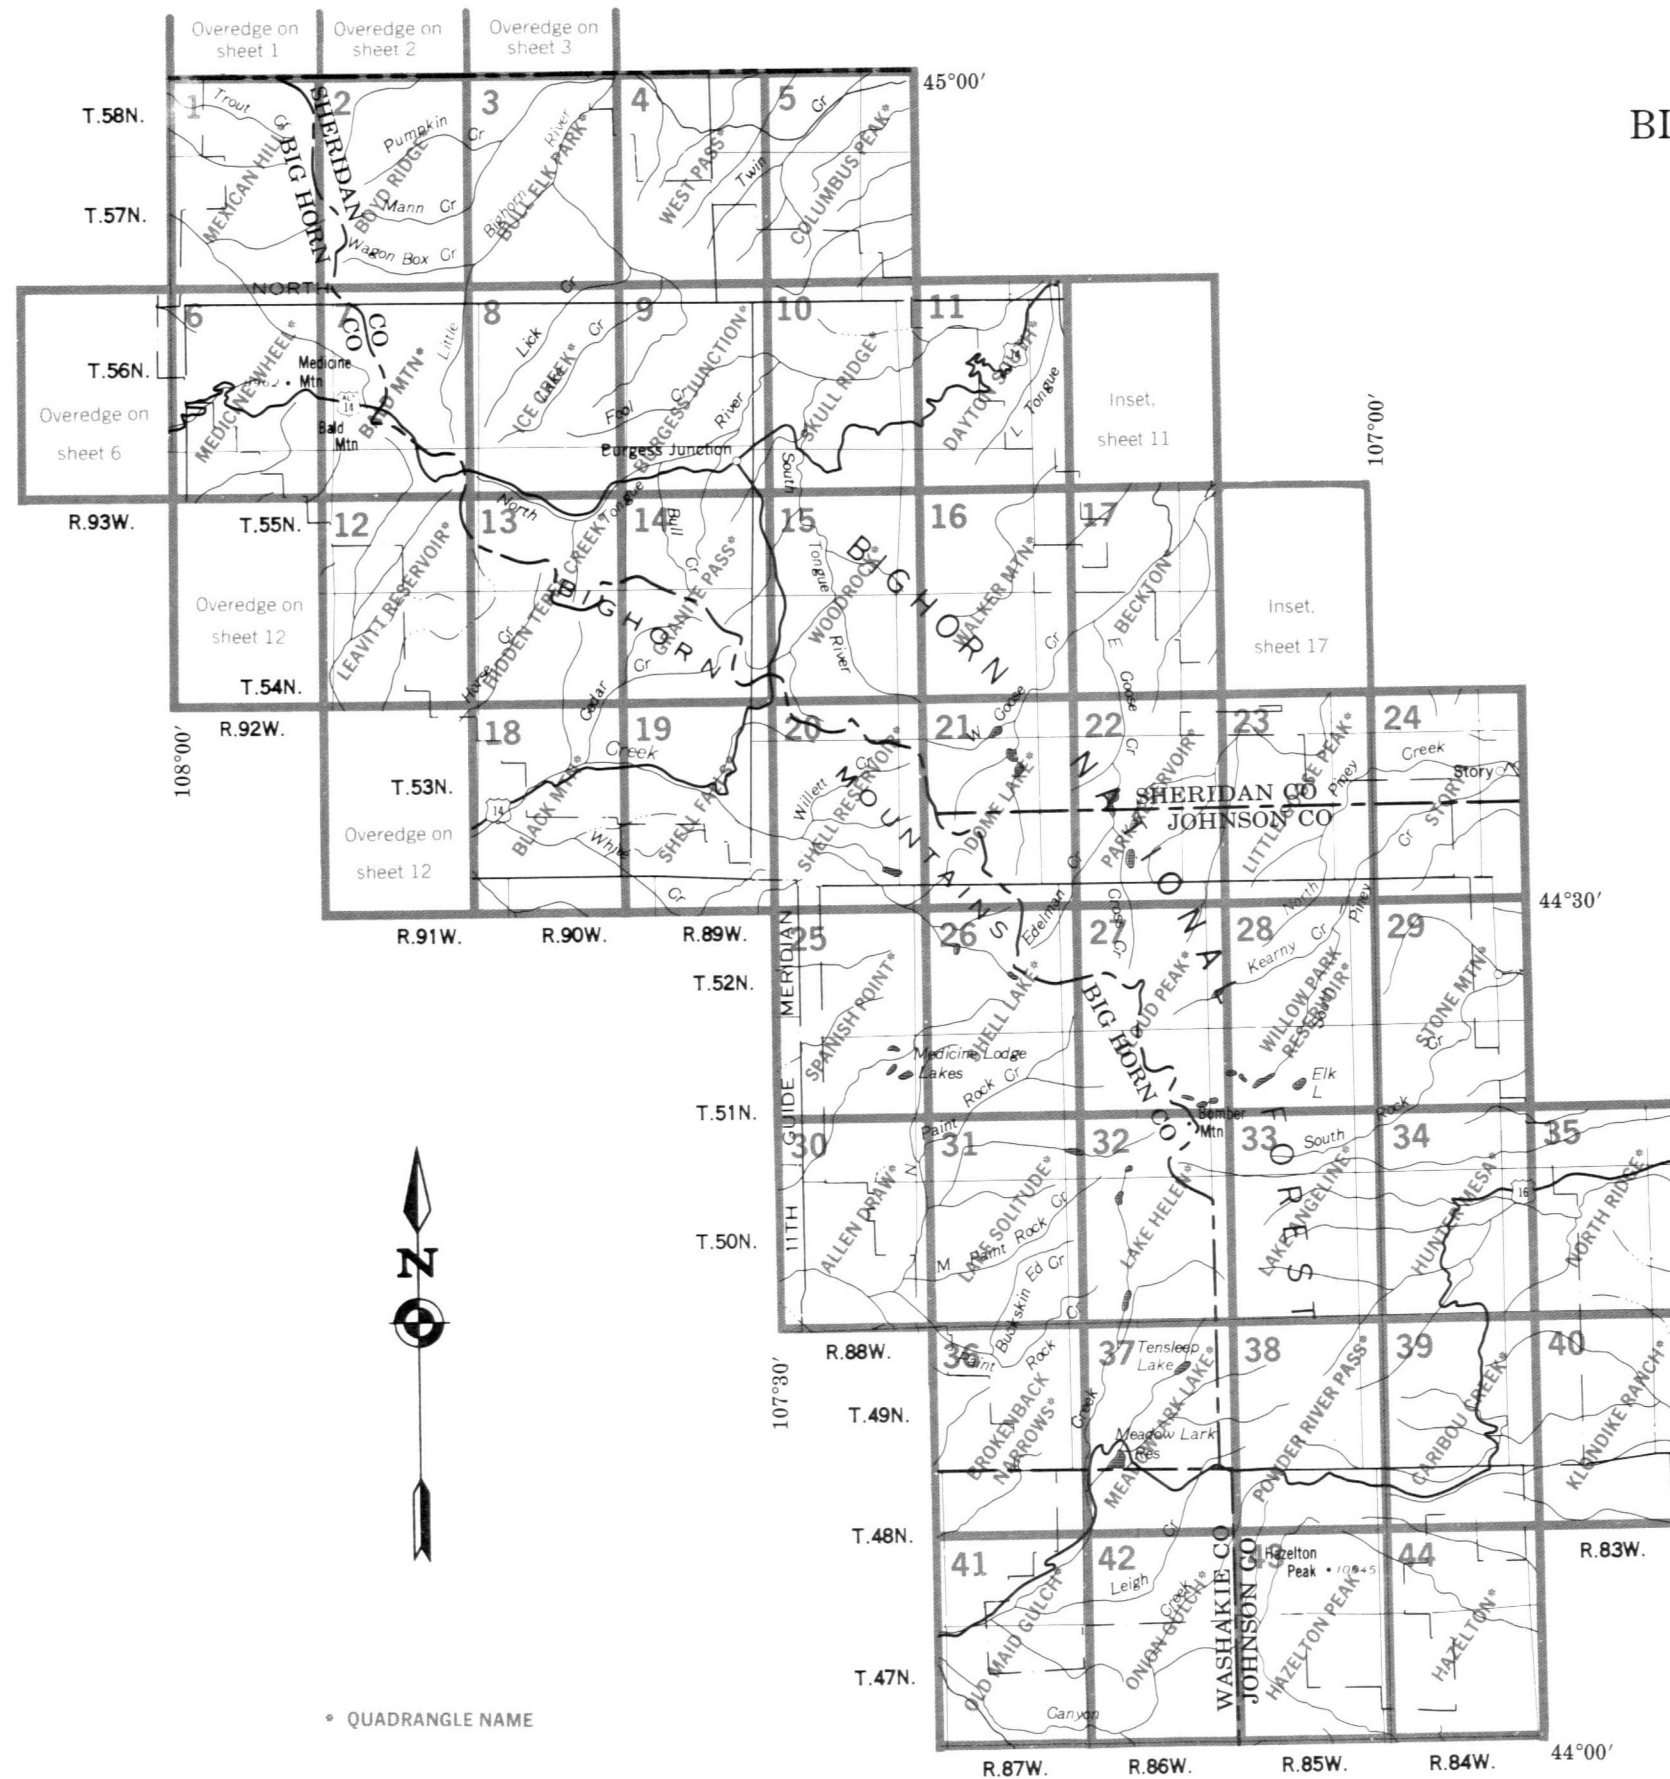 Overedge on
sheet 1
Overedge on
sheet 2
Overedge on
sheet 3
45°00′
BI
T.58N.
1
Trout
Cr
MEXICAN HILL*
SHERIDAN
BIG HORN
2
Pumpkin
Cr
BOYD RIDGE*
Mann Cr
Wagon Box Cr
3
River
Bighorn
BULL ELK PARK*
4
WEST PASS*
Twin
5
Cr
COLUMBUS PEAK*
T.57N.
NORTH
T.56N.
Overedge on
sheet 6
6
MEDICINE WHEEL*
Medicine
Mtn
7
CO
CO
14
Bald
Mtn
BALD MTN*
Little
8
Lick
Cr
ICE CREEK*
Lake
Cr
9
Fool
Cr
BURGESS JUNCTION*
River
Burgess Junction
10
SKULL RIDGE*
South
11
14
DAYTON SOUTH*
L Tongue
Inset,
sheet 11
107°00′
R.93W.
T.55N.
12
LEAVITT RESERVOIR*
13
North
Tongue
HIDDEN TEPEE CREEK*
Horse Cr
14
Bull
Cr
GRANITE PASS*
Cr
Cedar
BIGHORN
15
Tongue
River
WOODROCK*
16
WALKER MTN*
BIGHORN
Cr
17
BECKTON*
E
Goose
Cr
Inset,
sheet 17
Overedge on
sheet 12
T.54N.
R.92W.
108°00′
T.53N.
Overedge on
sheet 12
18
14
BLACK MTN*
White
Creek
19
SHELL FALLS*
Cr
20
Willett
Cr
SHELL RESERVOIR*
MOUNTAINS
21
W Goose
DOME LAKE*
22
PARK RESERVOIR*
NATIONAL
Cr
23
LITTLE GOOSE PEAK*
Piney
SHERIDAN CO
JOHNSON CO
24
Creek
Story
STORY*
Cr
44°30′
R.91W.
R.90W.
R.89W.
T.52N.
25
SPANISH POINT*
11TH GUIDE MERIDIAN
26
Edelman
SHELL LAKE*
Medicine Lodge
Lakes
Rock Cr
Paint
27
Cross Cr
CLOUD PEAK*
BIG HORN CO
Bomber
Mtn
28
North
Kearny Cr
Piney
WILLOW PARK
RESERVOIR*
South
Elk
L
29
STONE MTN*
Cr
Rock
T.51N.
T.50N.
30
ALLEN DRAW*
31
N
LAKE SOLITUDE*
M Paint Rock Cr
Buckskin Ed Cr
32
LAKE HELEN*
Cr
33
South
LAKE ANGELINE*
FOREST
34
HUNTER MESA*
16
35
NORTH RIDGE*
R.88W.
107°30′
T.49N.
36
Paint
Rock
BROKENBACK
NARROWS*
Creek
37
Tensleep
Lake
Meadow Lark
Res
MEADOWLARK LAKE*
38
POWDER RIVER PASS*
39
CARIBOU CREEK*
40
KLONDIKE RANCH*
T.48N.
R.83W.
41
OLD MAID GULCH*
42
Cr
Leigh
Creek
ONION GULCH*
Canyon
WASHAKIE CO
JOHNSON CO
43
Hazelton
Peak
HAZELTON PEAK*
44
HAZELTON*
T.47N.
44°00′
R.87W.
R.86W.
R.85W.
R.84W.
N
* QUADRANGLE NAME